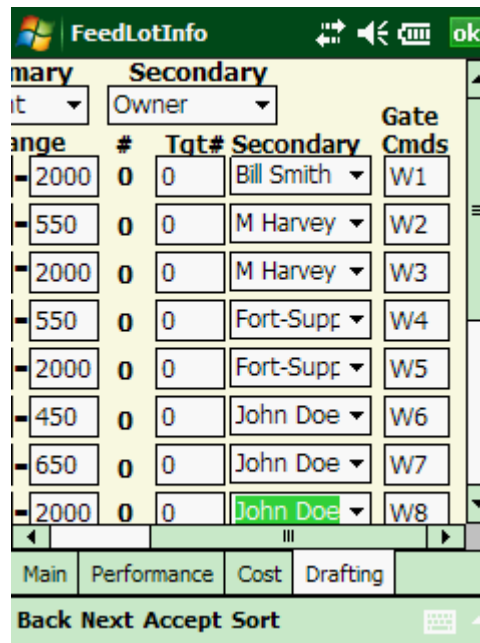 FeedLotInfo ok
mary Secondary
nt Owner Gate
ange # Tgt# Secondary Cmds
-2000 0 0 Bill Smith W1
-550 0 0 M Harvey W2
-2000 0 0 M Harvey W3
-550 0 0 Fort-Supp W4
-2000 0 0 Fort-Supp W5
-450 0 0 John Doe W6
-650 0 0 John Doe W7
-2000 0 0 John Doe W8
Main Performance Cost Drafting
Back Next Accept Sort